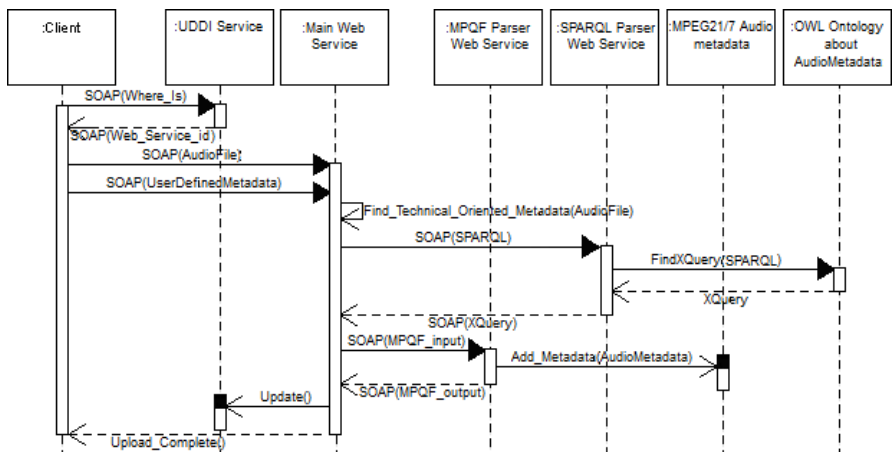 :Client
:UDDI Service
:Main Web
Service
:MPQF Parser
Web Service
:SPARQL Parser
Web Service
:MPEG21/7 Audio
metadata
:OWL Ontology
about
AudioMetadata
SOAP(Where_Is)
SOAP(Web_Service_id)
SOAP(AudioFile)
SOAP(UserDefinedMetadata)
Find_Technical_Oriented_Metadata(AudioFile)
SOAP(SPARQL)
FindXQuery(SPARQL)
XQuery
SOAP(XQuery)
SOAP(MPQF_input)
Add_Metadata(AudioMetadata)
SOAP(MPQF_output)
Update()
Upload_Complete()